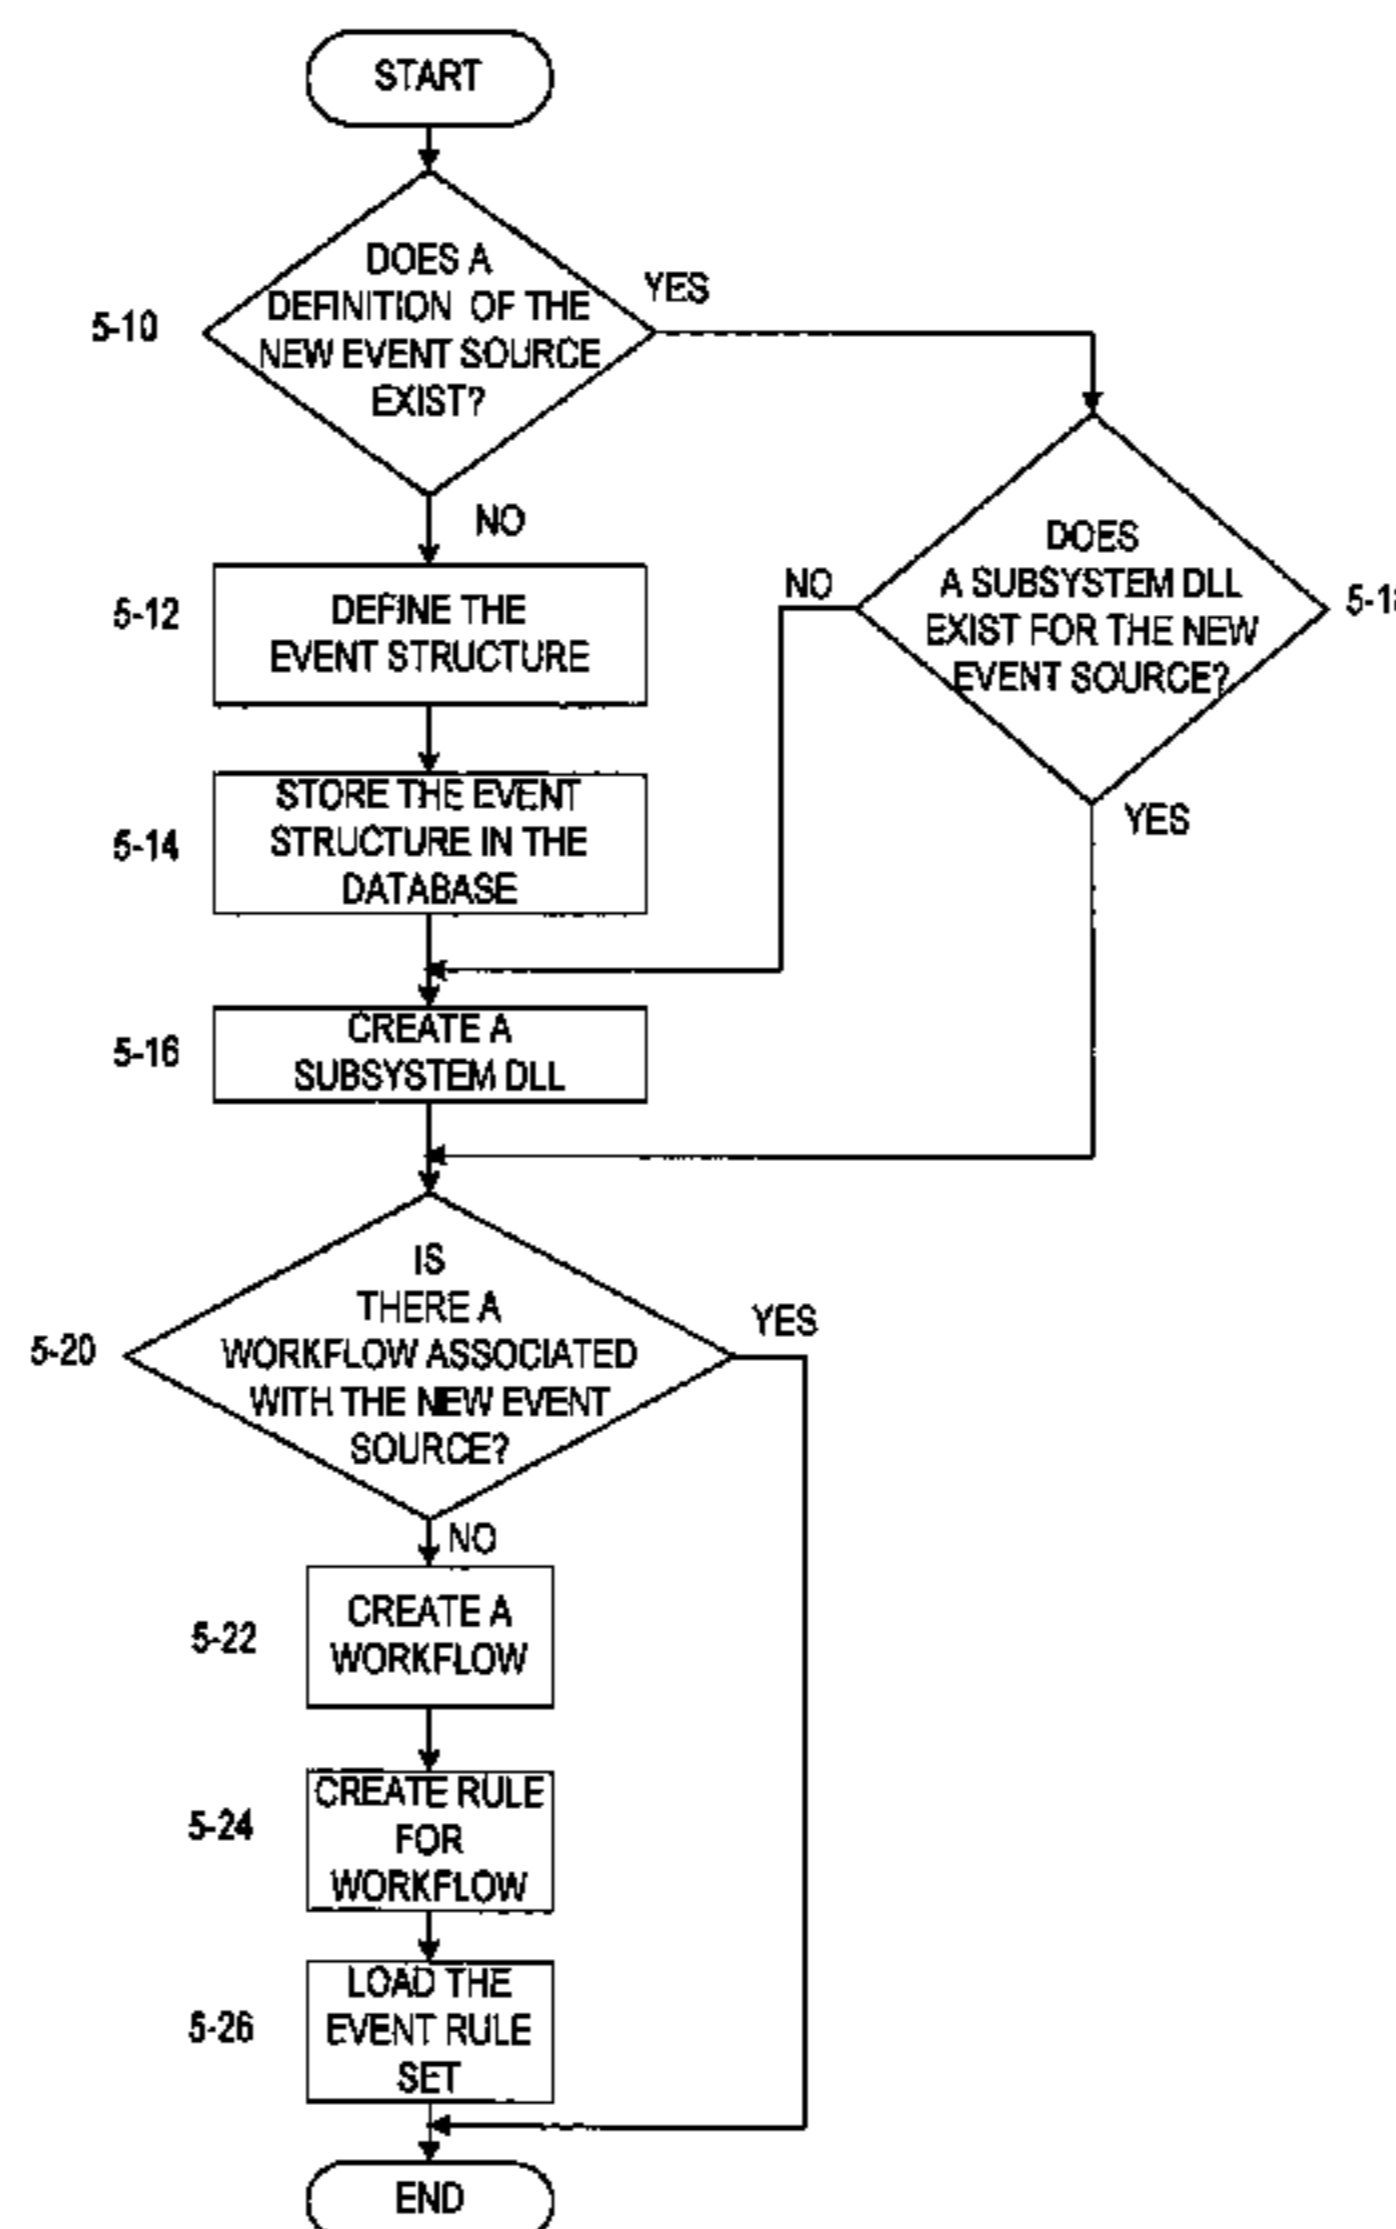 START
DOES A
DEFINITION OF THE
NEW EVENT SOURCE
EXIST?
YES
5-10
NO
5-12
DEFINE THE
EVENT STRUCTURE
DOES
A SUBSYSTEM DLL
EXIST FOR THE NEW
EVENT SOURCE?
NO
YES
5-14
STORE THE EVENT
STRUCTURE IN THE
DATABASE
5-16
CREATE A
SUBSYSTEM DLL
5-20
IS
THERE A
WORKFLOW ASSOCIATED
WITH THE NEW EVENT
SOURCE?
YES
NO
5-22
CREATE A
WORKFLOW
5-24
CREATE RULE
FOR
WORKFLOW
5-26
LOAD THE
EVENT RULE
SET
END